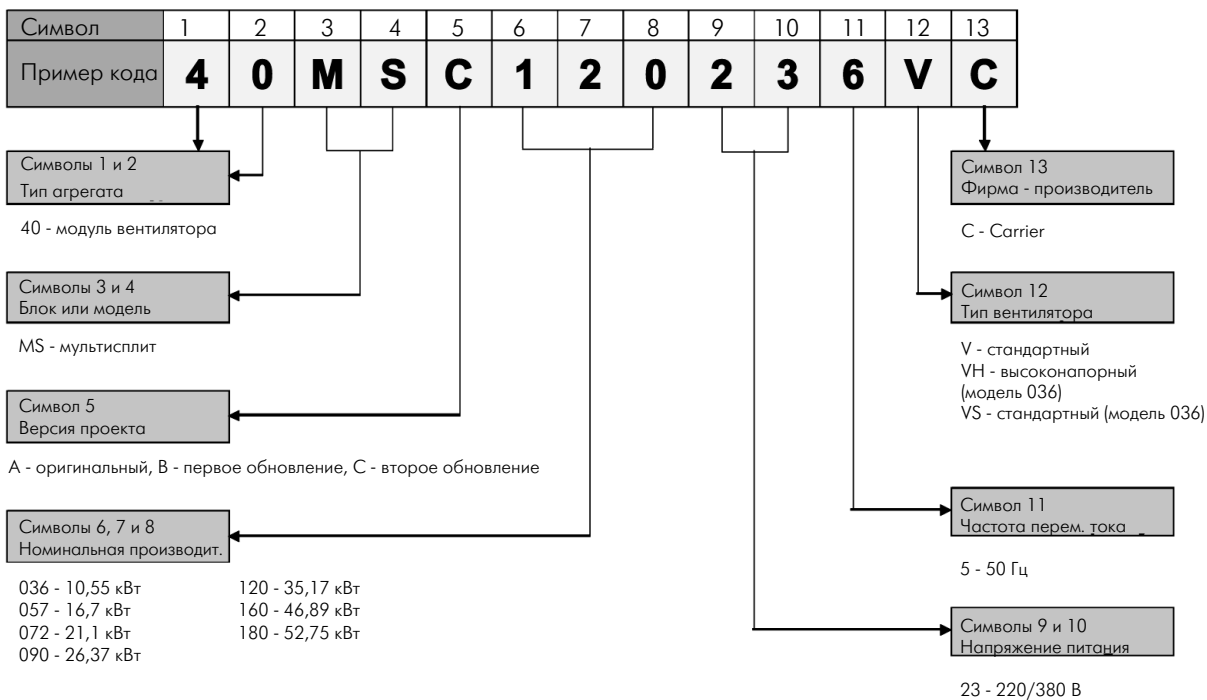 Символ 1 2 3 4 5 6 7 8 9 10 11 12 13
Пример кода 4 0 M S C 1 2 0 2 3 6 V C
Символы 1 и 2
Тип агрегата
40 - модуль вентилятора
Символы 3 и 4
Блок или модель
MS - мультисплит
Символ 5
Версия проекта
A - оригинальный, B - первое обновление, C - второе обновление
Символы 6, 7 и 8
Номинальная производит.
036 - 10,55 кВт
057 - 16,7 кВт
072 - 21,1 кВт
090 - 26,37 кВт
120 - 35,17 кВт
160 - 46,89 кВт
180 - 52,75 кВт
Символ 13
Фирма - производитель
C - Carrier
Символ 12
Тип вентилятора
V - стандартный
VH - высоконапорный
(модель 036)
VS - стандартный (модель 036)
Символ 11
Частота перем. тока
5 - 50 Гц
Символы 9 и 10
Напряжение питания
23 - 220/380 В